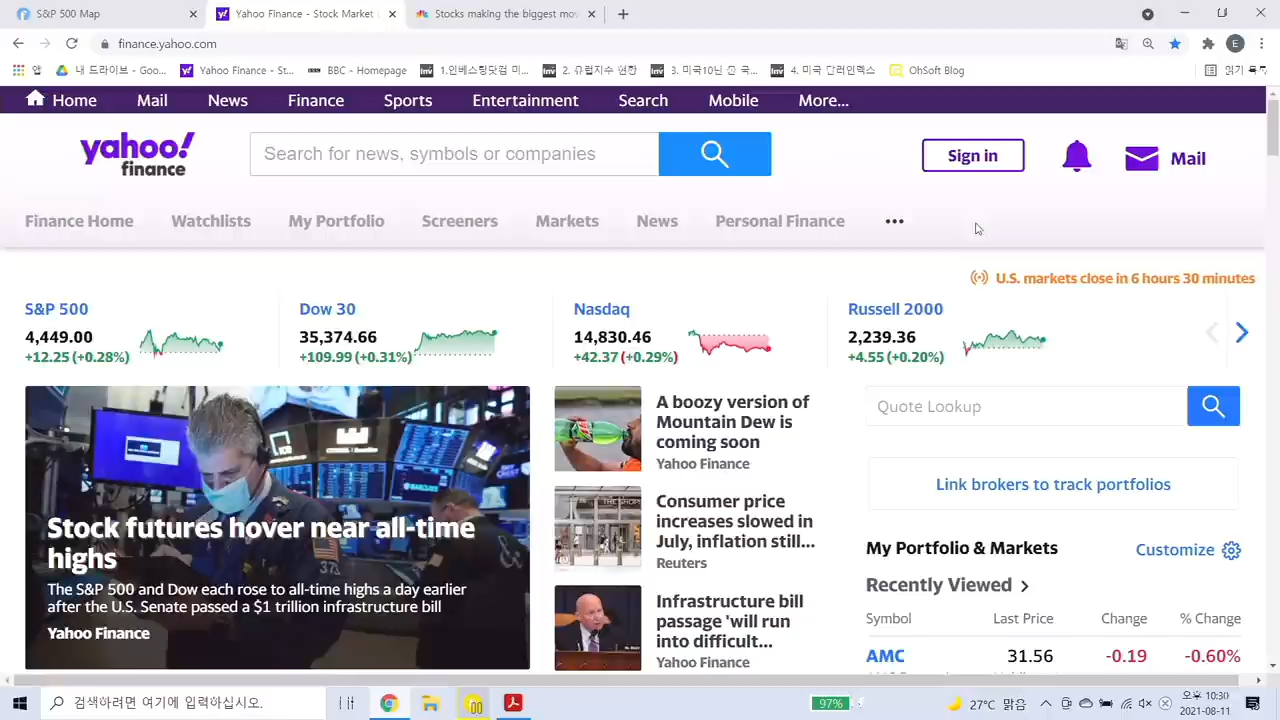 S&P 500 Map
Yahoo Finance - Stock Market
Stocks making the biggest mov
finance.yahoo.com
앱
내 드라이브 - Goo...
Yahoo Finance - St...
BBC - Homepage
1.인베스팅닷컴 미...
2. 유럽지수 현황
3. 미국10년 존 국...
4. 미국 달러인덱스
OhSoft Blog
읽기 목록
Home Mail News Finance Sports Entertainment Search Mobile More...
yahoo!
finance
Search for news, symbols or companies
Sign in
Mail
Finance Home Watchlists My Portfolio Screeners Markets News Personal Finance
U.S. markets close in 6 hours 30 minutes
S&P 500
4,449.00
+12.25 (+0.28%)
Dow 30
35,374.66
+109.99 (+0.31%)
Nasdaq
14,830.46
+42.37 (+0.29%)
Russell 2000
2,239.36
+4.55 (+0.20%)
Stock futures hover near all-time
highs
The S&P 500 and Dow each rose to all-time highs a day earlier
after the U.S. Senate passed a $1 trillion infrastructure bill
Yahoo Finance
A boozy version of
Mountain Dew is
coming soon
Yahoo Finance
Consumer price
increases slowed in
July, inflation still...
Reuters
Infrastructure bill
passage 'will run
into difficult...
Yahoo Finance
Quote Lookup
Link brokers to track portfolios
My Portfolio & Markets
Customize
Recently Viewed
Symbol Last Price Change % Change
AMC 31.56 -0.19 -0.60%
검색하려면 여기에 입력하십시오.
97%
27°C 맑음
오후 10:30
2021-08-11